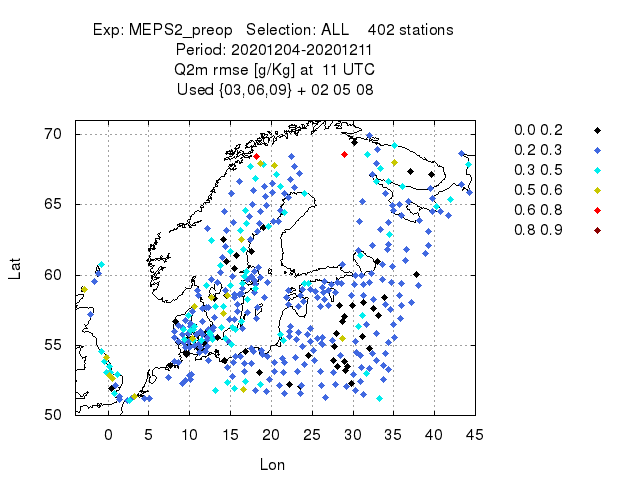 Exp: MEPS2_preop   Selection: ALL    402 stations
Period: 20201204-20201211
Q2m rmse [g/Kg] at  11 UTC
Used {03,06,09} + 02 05 08
70
65
60
55
50
Lat
0 5 10 15 20 25 30 35 40 45
Lon
0.0 0.2
0.2 0.3
0.3 0.5
0.5 0.6
0.6 0.8
0.8 0.9